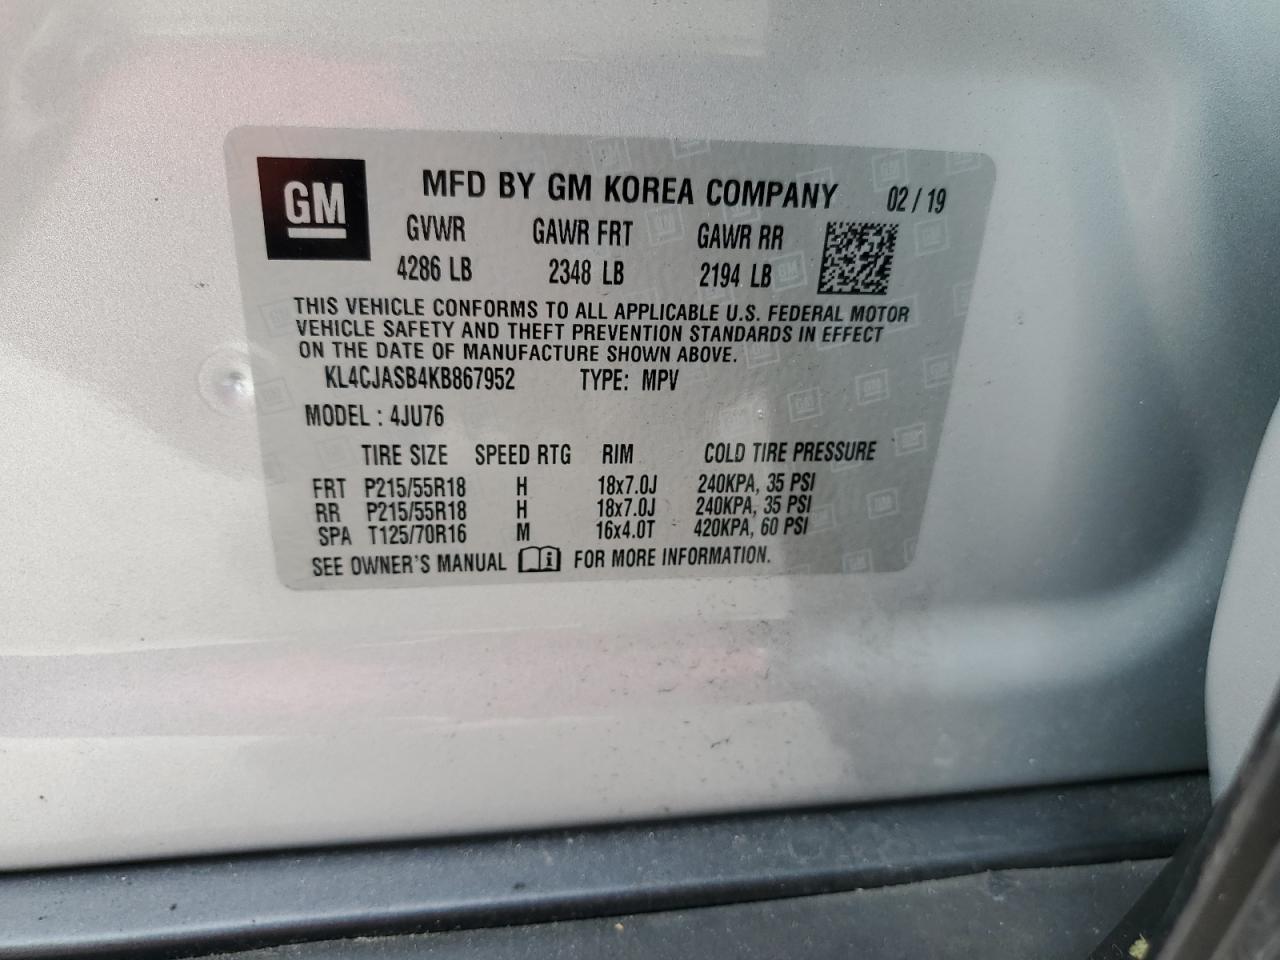 GM
MFD BY GM KOREA COMPANY 02 / 19
GVWR GAWR FRT GAWR RR
4286 LB 2348 LB 2194 LB
THIS VEHICLE CONFORMS TO ALL APPLICABLE U.S. FEDERAL MOTOR
VEHICLE SAFETY AND THEFT PREVENTION STANDARDS IN EFFECT
ON THE DATE OF MANUFACTURE SHOWN ABOVE.
KL4CJASB4KB867952 TYPE: MPV
MODEL : 4JU76
TIRE SIZE SPEED RTG RIM COLD TIRE PRESSURE
FRT P215/55R18 H 18x7.0J 240KPA, 35 PSI
RR P215/55R18 H 18x7.0J 240KPA, 35 PSI
SPA T125/70R16 M 16x4.0T 420KPA, 60 PSI
SEE OWNER'S MANUAL FOR MORE INFORMATION.